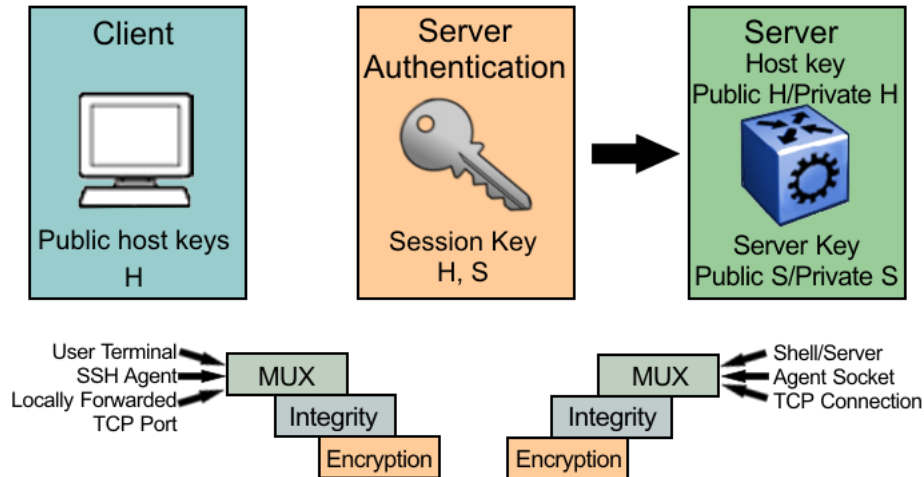 Client
Public host keys
H
Server
Authentication
Session Key
H, S
Server
Host key
Public H/Private H
Server Key
Public S/Private S
User Terminal
SSH Agent
Locally Forwarded
TCP Port
MUX
Integrity
Encryption
MUX
Integrity
Encryption
Shell/Server
Agent Socket
TCP Connection